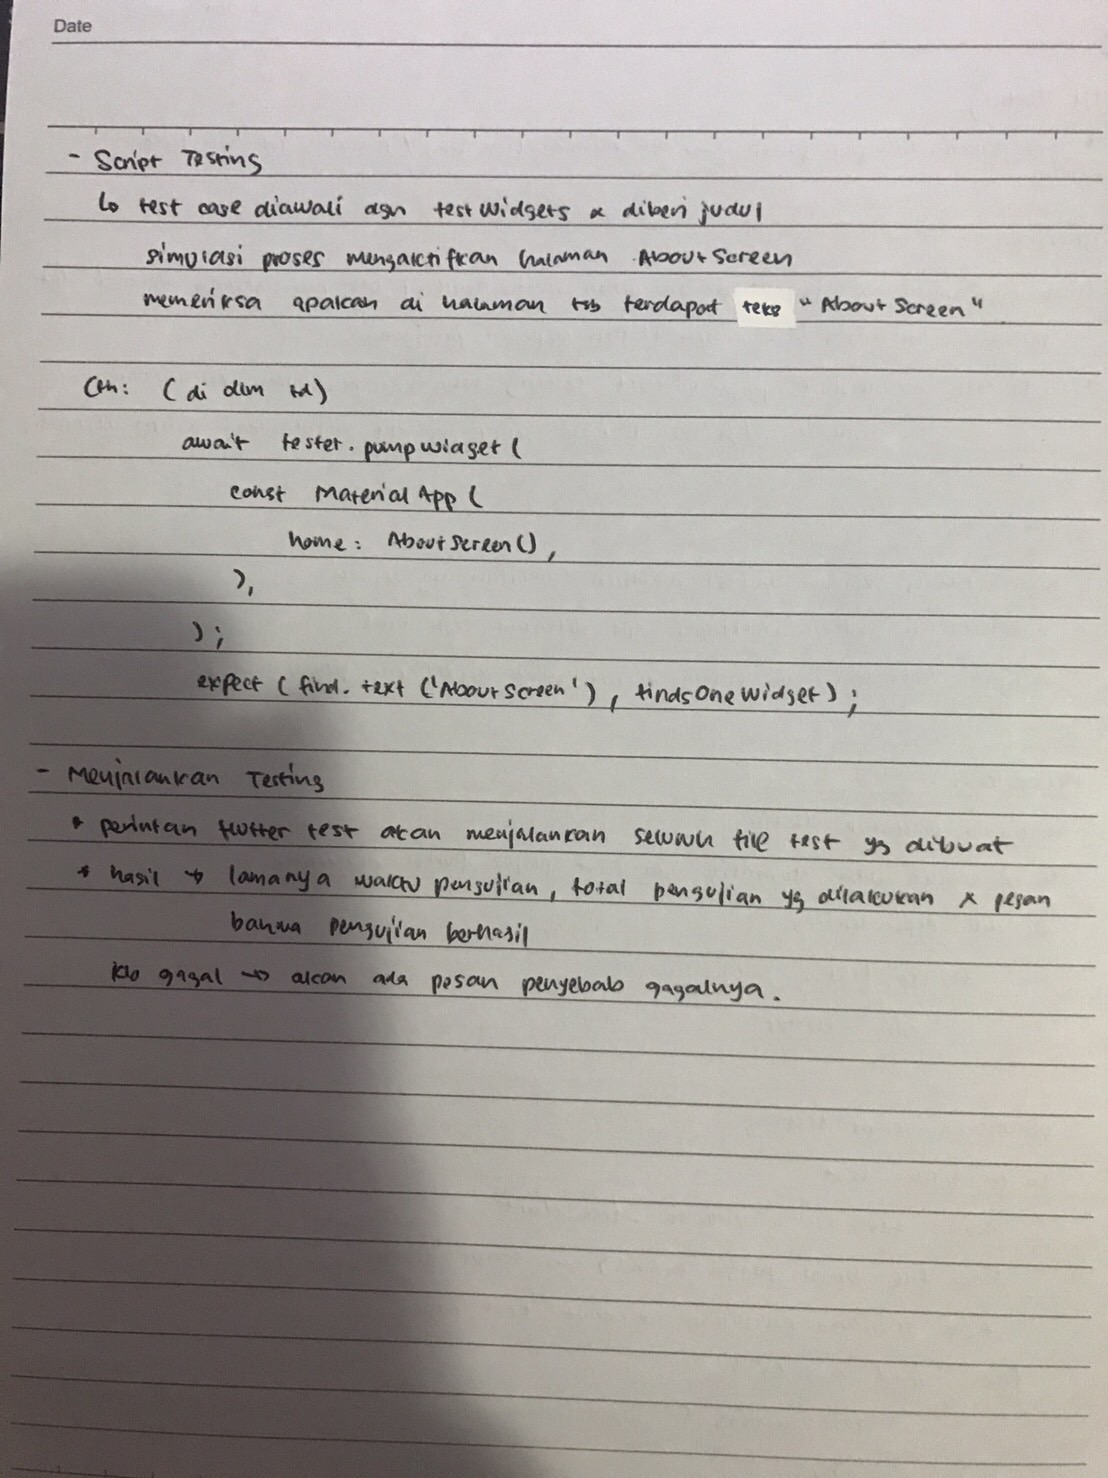 Date
- Script Testing
↳ test case diawali dgn testWidgets & diberi judul
simulasi proses mengaktifkan halaman AboutScreen
memeriksa apakah di halaman tsb terdapat teks "About Screen"
Cth: (di dlm td)
await tester.pumpWidget(
const MaterialApp(
home: AboutScreen(),
),
);
expect (find.text ('About Screen'), findsOneWidget);
- Menjalankan Testing
* perintah flutter test akan menjalankan seluruh file test yg dibuat
* hasil → lamanya waktu pengujian, total pengujian yg dilakukan & pesan
bahwa pengujian berhasil
klo gagal → akan ada pesan penyebab gagalnya.